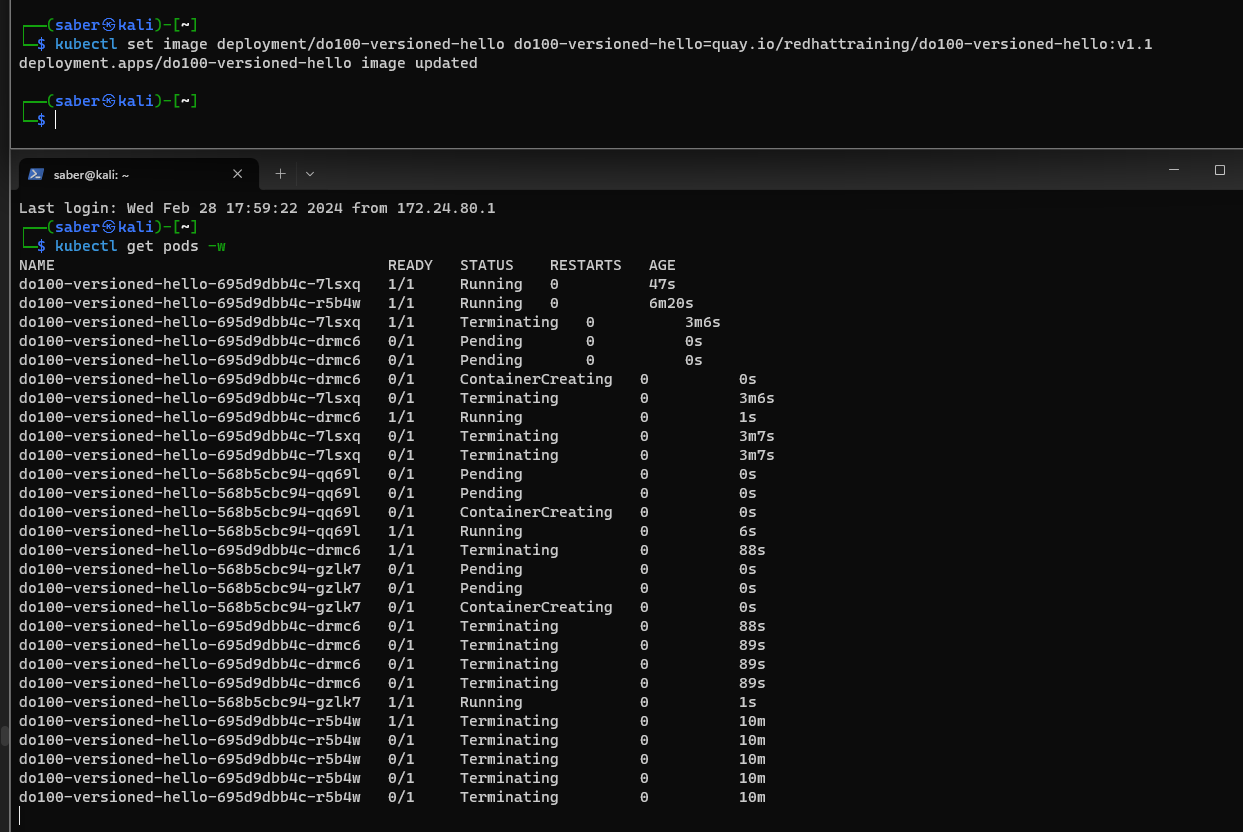 (saber㉿kali)-[~]
$ kubectl set image deployment/do100-versioned-hello do100-versioned-hello=quay.io/redhattraining/do100-versioned-hello:v1.1
deployment.apps/do100-versioned-hello image updated
(saber㉿kali)-[~]
$
saber@kali: ~
Last login: Wed Feb 28 17:59:22 2024 from 172.24.80.1
(saber㉿kali)-[~]
$ kubectl get pods -w
NAME READY STATUS RESTARTS AGE
do100-versioned-hello-695d9dbb4c-7lsxq 1/1 Running 0 47s
do100-versioned-hello-695d9dbb4c-r5b4w 1/1 Running 0 6m20s
do100-versioned-hello-695d9dbb4c-7lsxq 1/1 Terminating 0 3m6s
do100-versioned-hello-695d9dbb4c-drmc6 0/1 Pending 0 0s
do100-versioned-hello-695d9dbb4c-drmc6 0/1 Pending 0 0s
do100-versioned-hello-695d9dbb4c-drmc6 0/1 ContainerCreating 0 0s
do100-versioned-hello-695d9dbb4c-7lsxq 0/1 Terminating 0 3m6s
do100-versioned-hello-695d9dbb4c-drmc6 1/1 Running 0 1s
do100-versioned-hello-695d9dbb4c-7lsxq 0/1 Terminating 0 3m7s
do100-versioned-hello-695d9dbb4c-7lsxq 0/1 Terminating 0 3m7s
do100-versioned-hello-568b5cbc94-qq69l 0/1 Pending 0 0s
do100-versioned-hello-568b5cbc94-qq69l 0/1 Pending 0 0s
do100-versioned-hello-568b5cbc94-qq69l 0/1 ContainerCreating 0 0s
do100-versioned-hello-568b5cbc94-qq69l 1/1 Running 0 6s
do100-versioned-hello-695d9dbb4c-drmc6 1/1 Terminating 0 88s
do100-versioned-hello-568b5cbc94-gzlk7 0/1 Pending 0 0s
do100-versioned-hello-568b5cbc94-gzlk7 0/1 Pending 0 0s
do100-versioned-hello-568b5cbc94-gzlk7 0/1 ContainerCreating 0 0s
do100-versioned-hello-695d9dbb4c-drmc6 0/1 Terminating 0 88s
do100-versioned-hello-695d9dbb4c-drmc6 0/1 Terminating 0 89s
do100-versioned-hello-695d9dbb4c-drmc6 0/1 Terminating 0 89s
do100-versioned-hello-695d9dbb4c-drmc6 0/1 Terminating 0 89s
do100-versioned-hello-568b5cbc94-gzlk7 1/1 Running 0 1s
do100-versioned-hello-695d9dbb4c-r5b4w 1/1 Terminating 0 10m
do100-versioned-hello-695d9dbb4c-r5b4w 0/1 Terminating 0 10m
do100-versioned-hello-695d9dbb4c-r5b4w 0/1 Terminating 0 10m
do100-versioned-hello-695d9dbb4c-r5b4w 0/1 Terminating 0 10m
do100-versioned-hello-695d9dbb4c-r5b4w 0/1 Terminating 0 10m